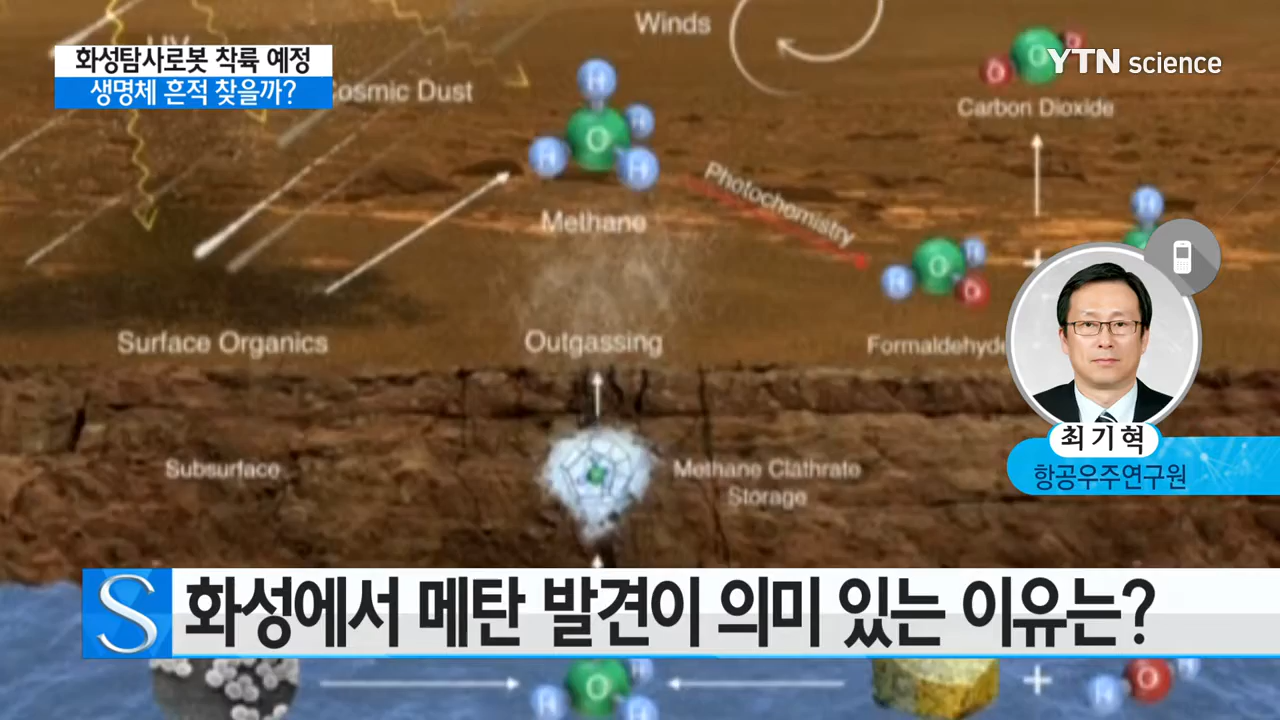 화성탐사로봇 착륙 예정
생명체 흔적 찾을까?
YTN science
UV
Cosmic Dust
Winds
Carbon Dioxide
Methane
Photochemistry
Surface Organics
Outgassing
Formaldehyde
Subsurface
Methane Clathrate
Storage
최기혁
항공우주연구원
S 화성에서 메탄 발견이 의미 있는 이유는?